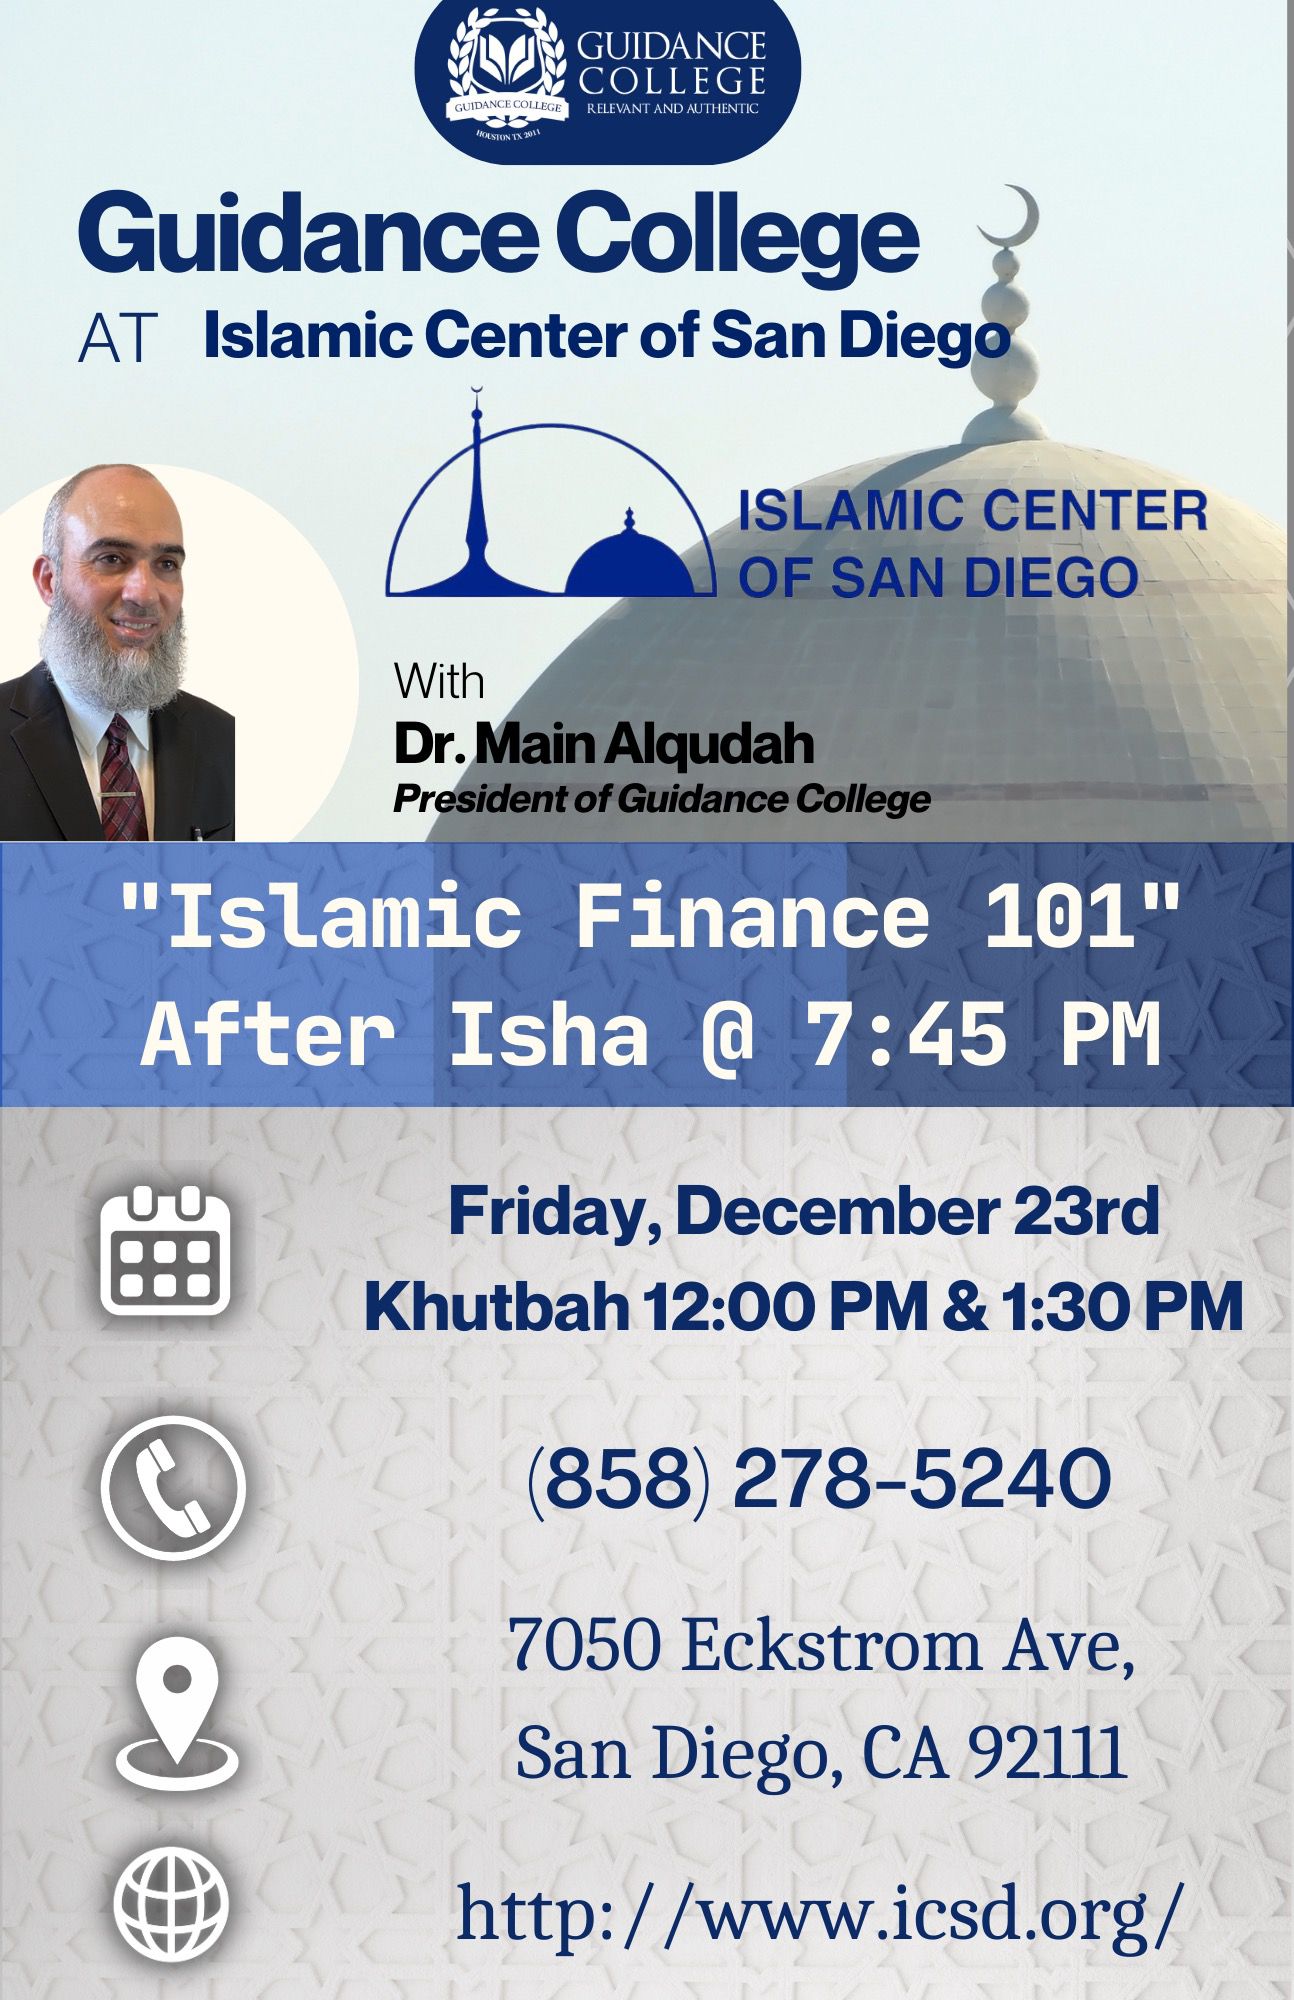 GUIDANCE
COLLEGE
RELEVANT AND AUTHENTIC
GUIDANCE COLLEGE
HOUSTON TX 2011
Guidance College
AT Islamic Center of San Diego
ISLAMIC CENTER
OF SAN DIEGO
With
Dr. Main Alqudah
President of Guidance College
"Islamic Finance 101"
After Isha @ 7:45 PM
Friday, December 23rd
Khutbah 12:00 PM & 1:30 PM
(858) 278-5240
7050 Eckstrom Ave,
San Diego, CA 92111
http://www.icsd.org/